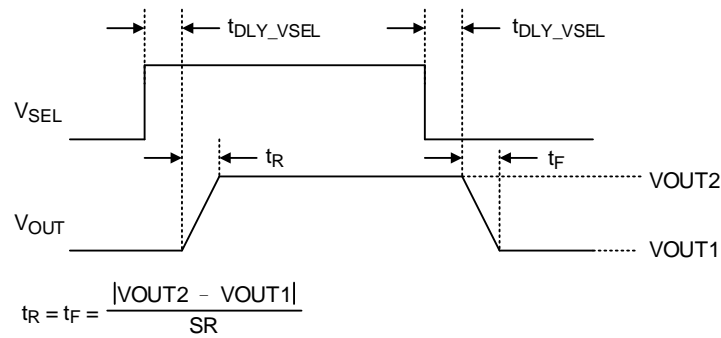 tDLY_VSEL
tDLY_VSEL
VSEL
tR
tF
VOUT2
VOUT
VOUT1
tR = tF = |VOUT2 - VOUT1|
SR